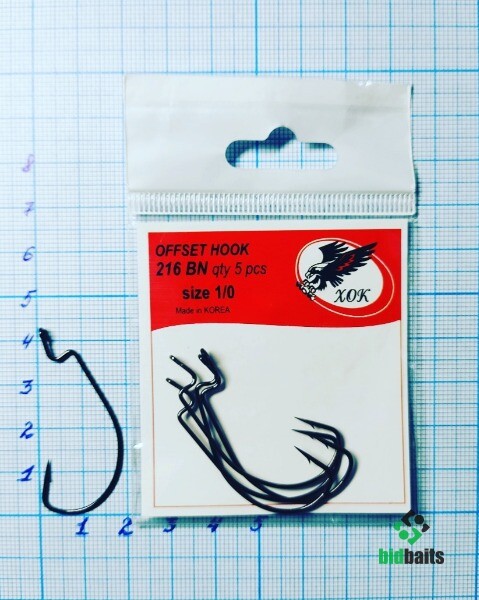 8
7
6
5
4
3
2
1
1 2 3 4 5
OFFSET HOOK
216 BN qty 5 pcs
size 1/0
Made in KOREA
XOK
bidbaits